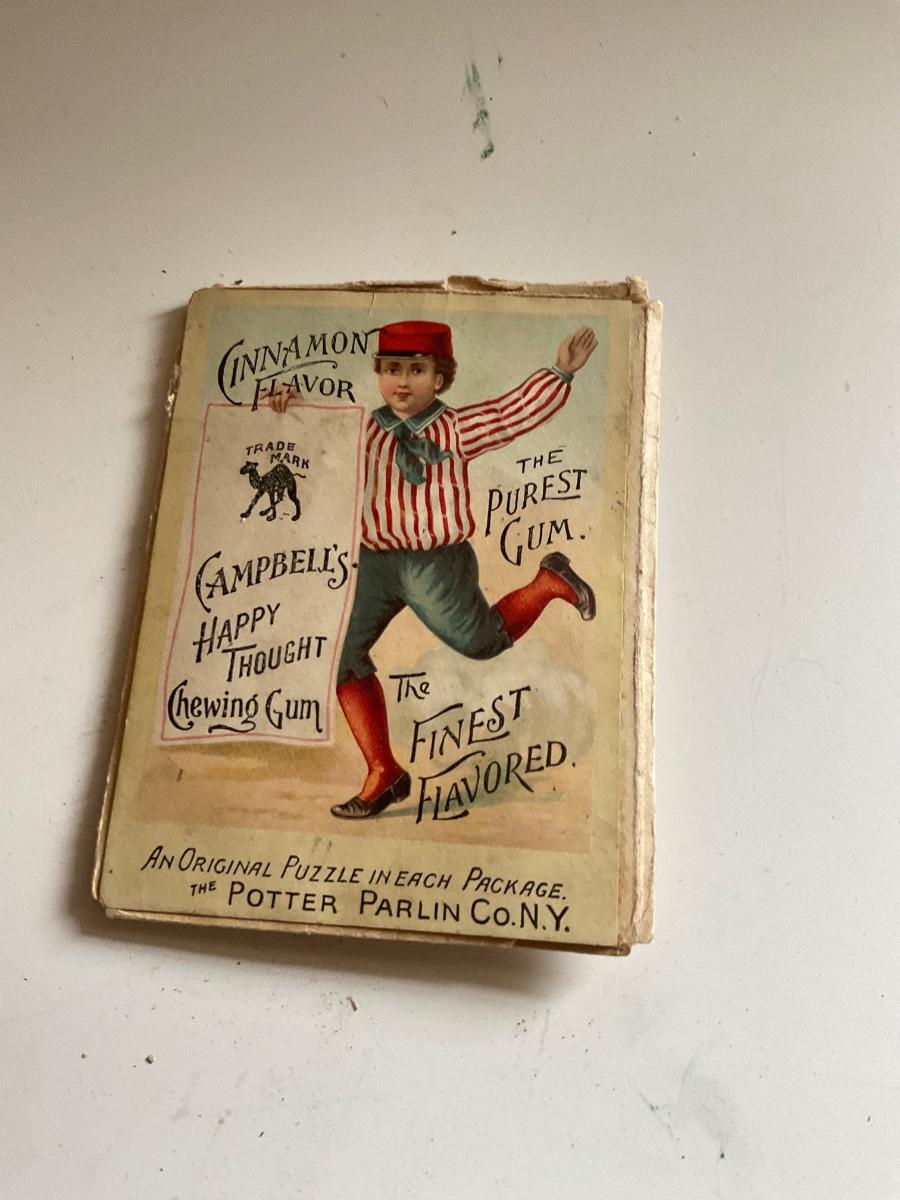 CINNAMON
FLAVOR
TRADE
MARK
CAMPBELL'S
HAPPY
THOUGHT
Chewing Gum
THE
PUREST
GUM.
The
FINEST
FLAVORED.
AN ORIGINAL PUZZLE IN EACH PACKAGE.
THE POTTER PARLIN CO. N.Y.